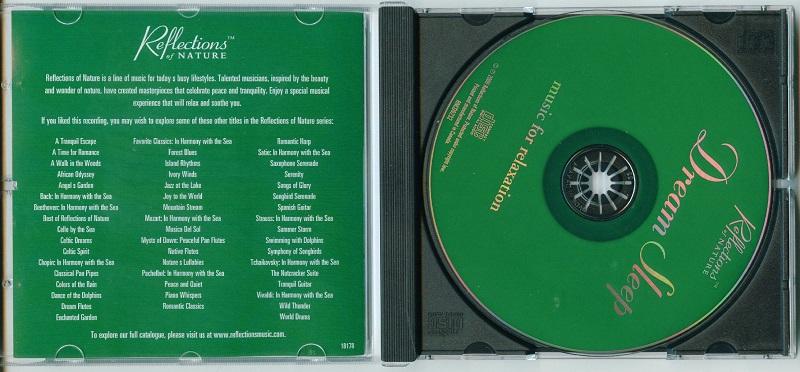 Reflections™
of NATURE
Reflections of Nature is a line of music for today s busy lifestyles. Talented musicians, inspired by the beauty
and wonder of nature, have created masterpieces that celebrate peace and tranquility. Enjoy a special musical
experience that will relax and soothe you.
If you liked this recording, you may wish to explore some of these other titles in the Reflections of Nature series:
A Tranquil Escape
A Time for Romance
A Walk in the Woods
African Odyssey
Angel s Garden
Bach: In Harmony with the Sea
Beethoven: In Harmony with the Sea
Best of Reflections of Nature
Cello by the Sea
Celtic Dreams
Celtic Spirit
Chopin: In Harmony with the Sea
Classical Pan Pipes
Colors of the Rain
Dance of the Dolphins
Dream Flutes
Enchanted Garden
Favorite Classics: In Harmony with the Sea
Forest Blues
Island Rhythms
Ivory Winds
Jazz at the Lake
Joy to the World
Mountain Stream
Mozart: In Harmony with the Sea
Musica Del Sol
Mysts of Dawn: Peaceful Pan Flutes
Native Flutes
Nature s Lullabies
Pachelbel: In Harmony with the Sea
Peace and Quiet
Piano Whispers
Romantic Classics
Romantic Harp
Satie: In Harmony with the Sea
Saxophone Serenade
Serenity
Songs of Glory
Songbird Serenade
Spanish Guitar
Strauss: In Harmony with the Sea
Summer Storm
Swimming with Dolphins
Symphony of Songbirds
Tchaikovsky: In Harmony with the Sea
The Nutcracker Suite
Tranquil Guitar
Vivaldi: In Harmony with the Sea
Wild Thunder
World Drums
To explore our full catalogue, please visit us at www.reflectionsmusic.com.
18178
Reflections™
of NATURE
Dream Sleep
music for relaxation
COMPACT
disc